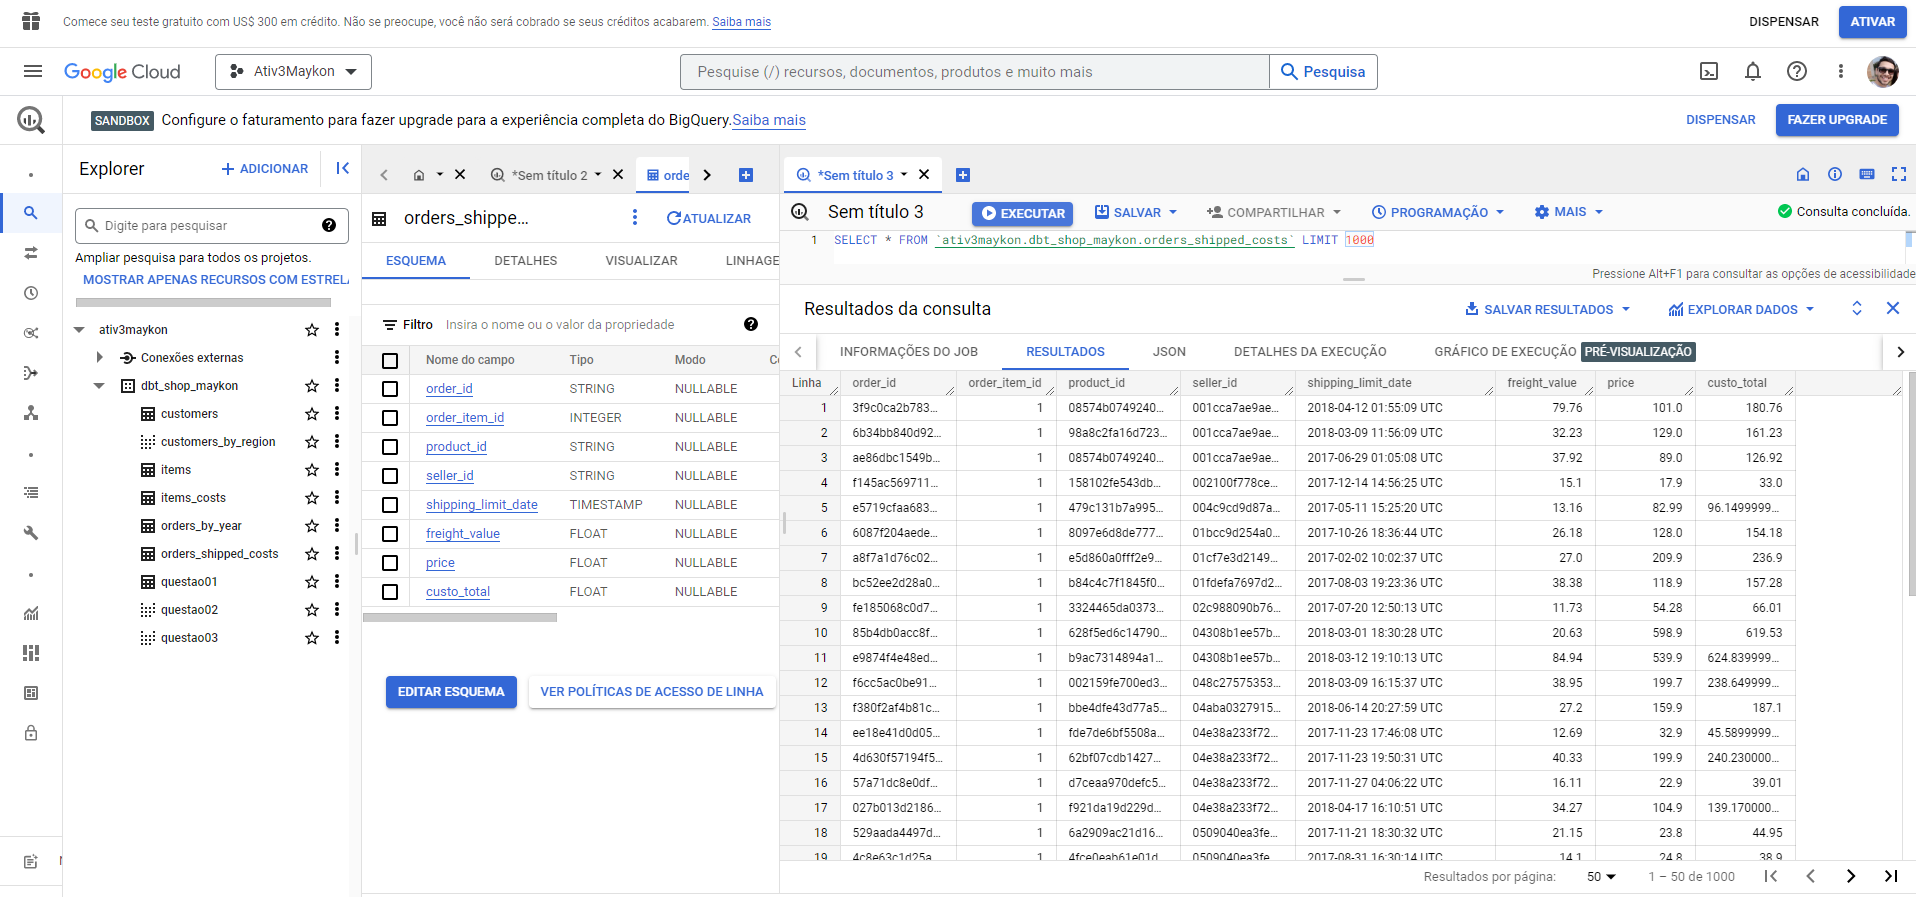 Comece seu teste gratuito com US$ 300 em crédito. Não se preocupe, você não será cobrado se seus créditos acabarem. Saiba mais
DISPENSAR
ATIVAR
Google Cloud
Ativ3Maykon
Pesquise (/) recursos, documentos, produtos e muito mais
Pesquisa
SANDBOX
Configure o faturamento para fazer upgrade para a experiência completa do BigQuery. Saiba mais
DISPENSAR
FAZER UPGRADE
Explorer
ADICIONAR
Digite para pesquisar
Ampliar pesquisa para todos os projetos.
MOSTRAR APENAS RECURSOS COM ESTRELA
ativ3maykon
Conexões externas
dbt_shop_maykon
customers
customers_by_region
items
items_costs
orders_by_year
orders_shipped_costs
questao01
questao02
questao03
*Sem título 2
orde
orders_shippe...
ATUALIZAR
ESQUEMA DETALHES VISUALIZAR LINHAGE
Filtro Insira o nome ou o valor da propriedade
Nome do campo Tipo Modo Co
order_id STRING NULLABLE
order_item_id INTEGER NULLABLE
product_id STRING NULLABLE
seller_id STRING NULLABLE
shipping_limit_date TIMESTAMP NULLABLE
freight_value FLOAT NULLABLE
price FLOAT NULLABLE
custo_total FLOAT NULLABLE
EDITAR ESQUEMA
VER POLÍTICAS DE ACESSO DE LINHA
*Sem título 3
Sem título 3
EXECUTAR
SALVAR
COMPARTILHAR
PROGRAMAÇÃO
MAIS
Consulta concluída.
1 SELECT * FROM `ativ3maykon.dbt_shop_maykon.orders_shipped_costs` LIMIT 1000
Pressione Alt+F1 para consultar as opções de acessibilidade
Resultados da consulta
SALVAR RESULTADOS
EXPLORAR DADOS
INFORMAÇÕES DO JOB RESULTADOS JSON DETALHES DA EXECUÇÃO GRÁFICO DE EXECUÇÃO PRÉ-VISUALIZAÇÃO
Linha order_id order_item_id product_id seller_id shipping_limit_date freight_value price custo_total
1 3f9c0ca2b783... 1 08574b0749240... 001cca7ae9ae... 2018-04-12 01:55:09 UTC 79.76 101.0 180.76
2 6b34bb840d92... 1 98a8c2fa16d723... 001cca7ae9ae... 2018-03-09 11:56:09 UTC 32.23 129.0 161.23
3 ae86dbc1549b... 1 08574b0749240... 001cca7ae9ae... 2017-06-29 01:05:08 UTC 37.92 89.0 126.92
4 f145ac569711... 1 158102fe543db... 002100f778ce... 2017-12-14 14:56:25 UTC 15.1 17.9 33.0
5 e5719cfaa683... 1 479c131b7a995... 004c9cd9d87a... 2017-05-11 15:25:20 UTC 13.16 82.99 96.1499999...
6 6087f204aede... 1 8097e6d8de777... 01bcc9d254a0... 2017-10-26 18:36:44 UTC 26.18 128.0 154.18
7 a8f7a1d76c02... 1 e5d860a0fff2e9... 01cf7e3d2149... 2017-02-02 10:02:37 UTC 27.0 209.9 236.9
8 bc52ee2d28a0... 1 b84c4c7f1845f0... 01fdefa7697d2... 2017-08-03 19:23:36 UTC 38.38 118.9 157.28
9 fe185068c0d7... 1 3324465da0373... 02c988090b76... 2017-07-20 12:50:13 UTC 11.73 54.28 66.01
10 85b4db0acc8f... 1 628f5ed6c14790... 04308b1ee57b... 2018-03-01 18:30:28 UTC 20.63 598.9 619.53
11 e9874f4e48ed... 1 b9ac7314894a1... 04308b1ee57b... 2018-03-12 19:10:13 UTC 84.94 539.9 624.839999...
12 f6cc5ac0be91... 1 002159fe700ed3... 048c27575353... 2018-03-09 16:15:37 UTC 38.95 199.7 238.649999...
13 f380f2af4b81c... 1 bbe4dfe43d77a5... 04aba0327915... 2018-06-14 20:27:59 UTC 27.2 159.9 187.1
14 ee18e41d0d05... 1 fde7de6bf5508a... 04e38a233f72... 2017-11-23 17:46:08 UTC 12.69 32.9 45.5899999...
15 4d630f57194f5... 1 62bf07cdb1427... 04e38a233f72... 2017-11-23 19:50:31 UTC 40.33 199.9 240.230000...
16 57a71dc8e0df... 1 d7ceaa970defc5... 04e38a233f72... 2017-11-27 04:06:22 UTC 16.11 22.9 39.01
17 027b013d2186... 1 f921da19d229d... 04e38a233f72... 2018-04-17 16:10:51 UTC 34.27 104.9 139.170000...
18 529aada4497d... 1 6a2909ac21d16... 0509040ea3fe... 2017-11-21 18:30:32 UTC 21.15 23.8 44.95
19 4c8e63c1d25a... 1 4fce0eab61e01d... 0509040ea3fe... 2017-08-31 16:30:14 UTC 14.1 24.8 38.9
Resultados por página: 50 1 – 50 de 1000